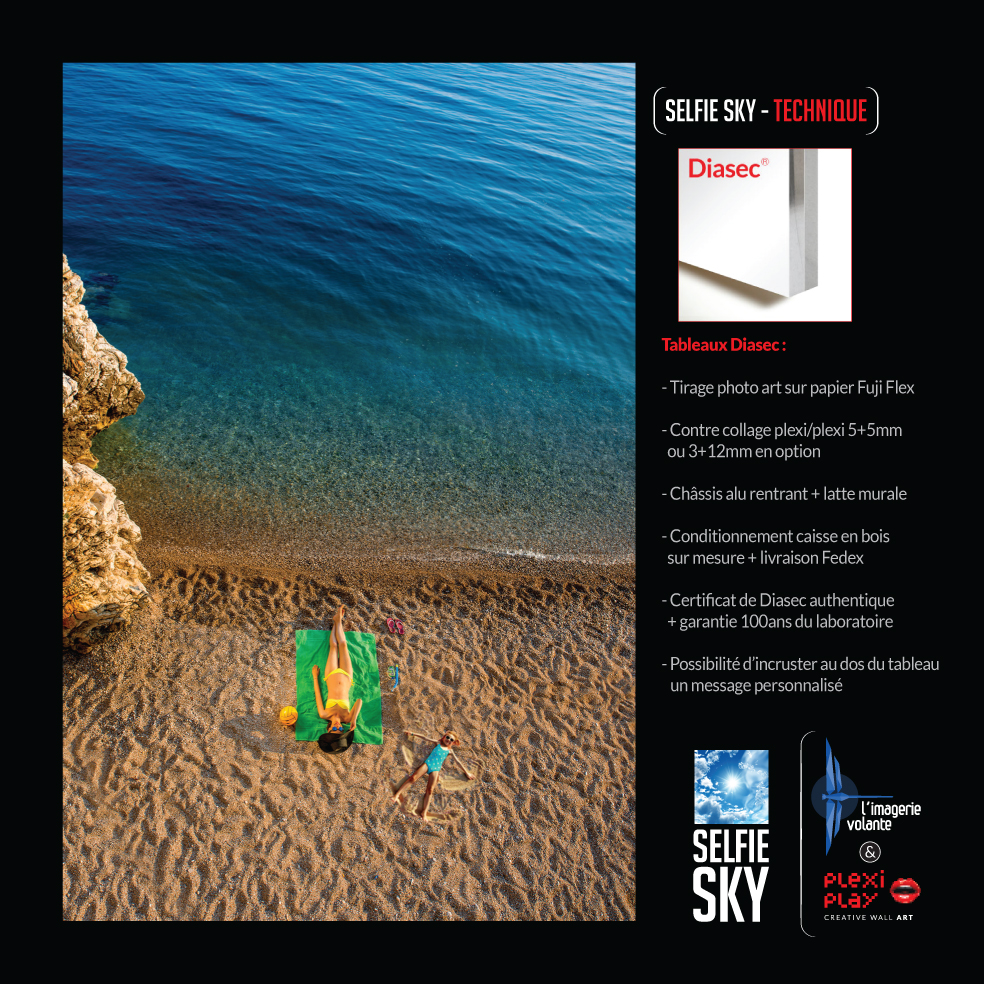 SELFIE SKY - TECHNIQUE
Diasec®
Tableaux Diasec :
- Tirage photo art sur papier Fuji Flex
- Contre collage plexi/plexi 5+5mm
ou 3+12mm en option
- Châssis alu rentrant + latte murale
- Conditionnement caisse en bois
sur mesure + livraison Fedex
- Certificat de Diasec authentique
+ garantie 100ans du laboratoire
- Possibilité d'incruster au dos du tableau
un message personnalisé
SELFIE
SKY
l'imagerie
volante
&
PLEXI
PLAY
CREATIVE WALL ART